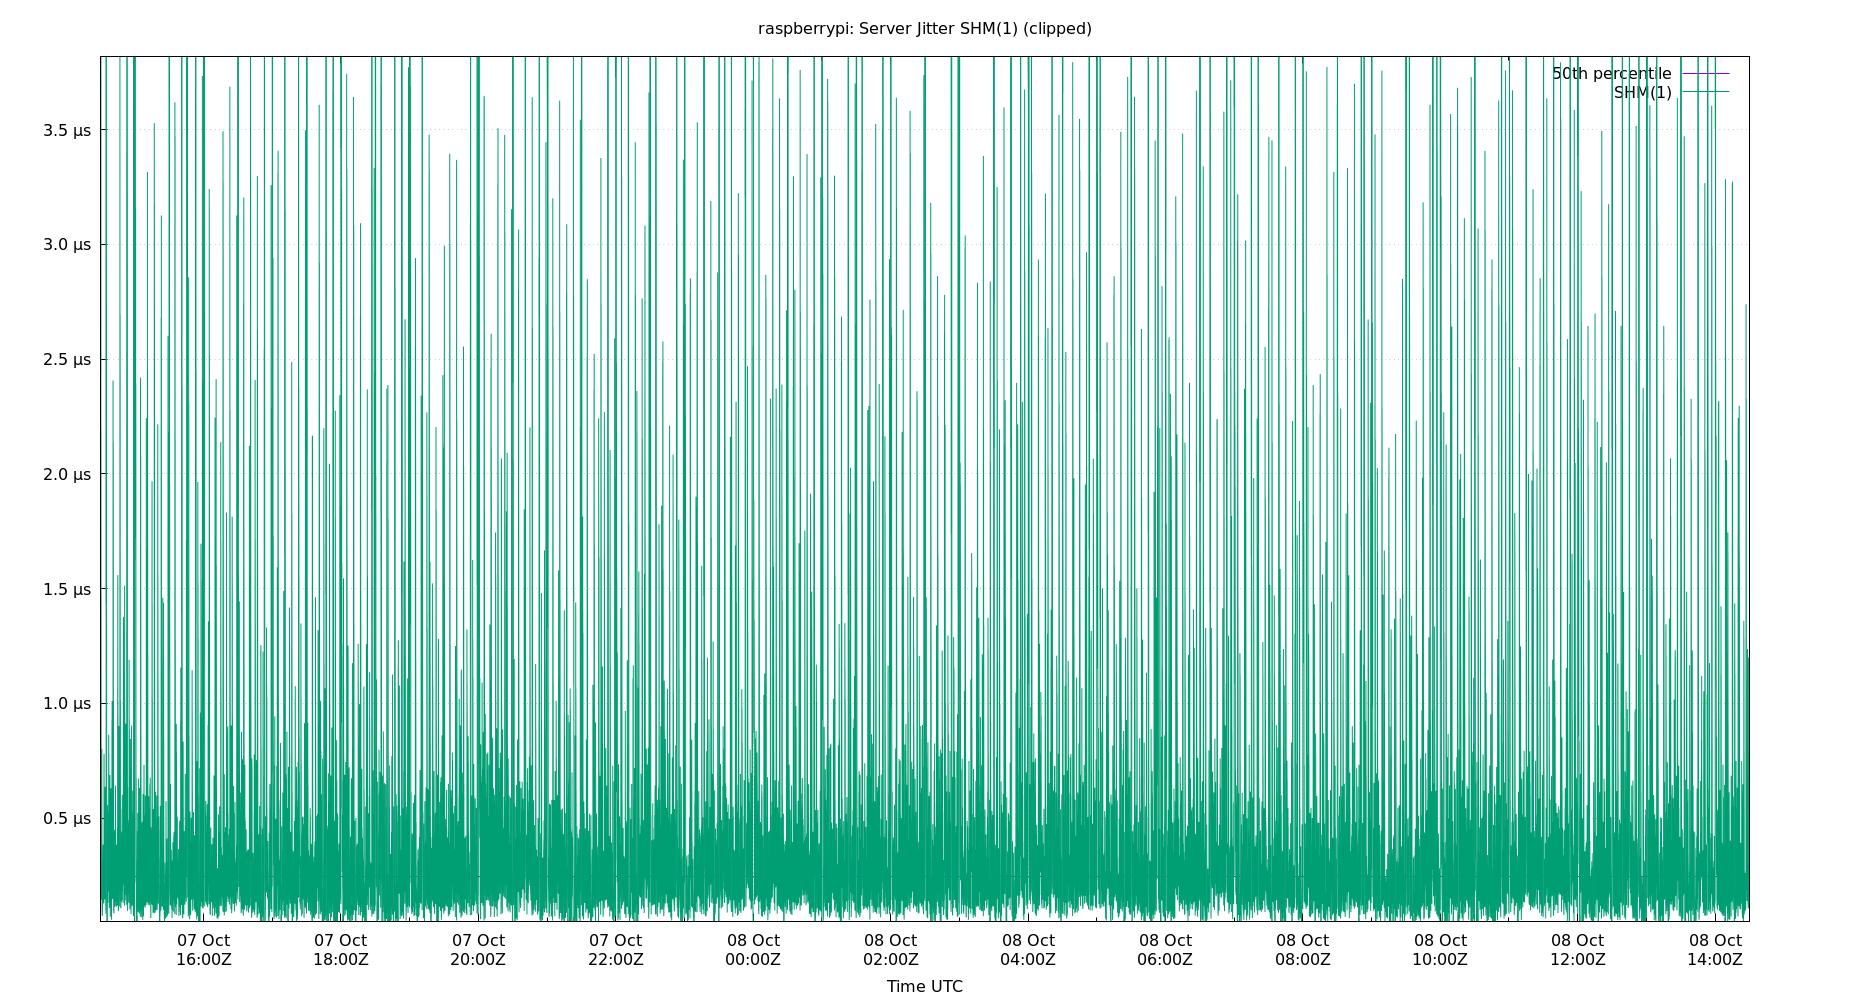 raspberrypi: Server Jitter SHM(1) (clipped)
50th percentile
SHM(1)
3.5 µs
3.0 µs
2.5 µs
2.0 µs
1.5 µs
1.0 µs
0.5 µs
07 Oct 07 Oct 07 Oct 07 Oct 08 Oct 08 Oct 08 Oct 08 Oct 08 Oct 08 Oct 08 Oct 08 Oct
16:00Z 18:00Z 20:00Z 22:00Z 00:00Z 02:00Z 04:00Z 06:00Z 08:00Z 10:00Z 12:00Z 14:00Z
Time UTC